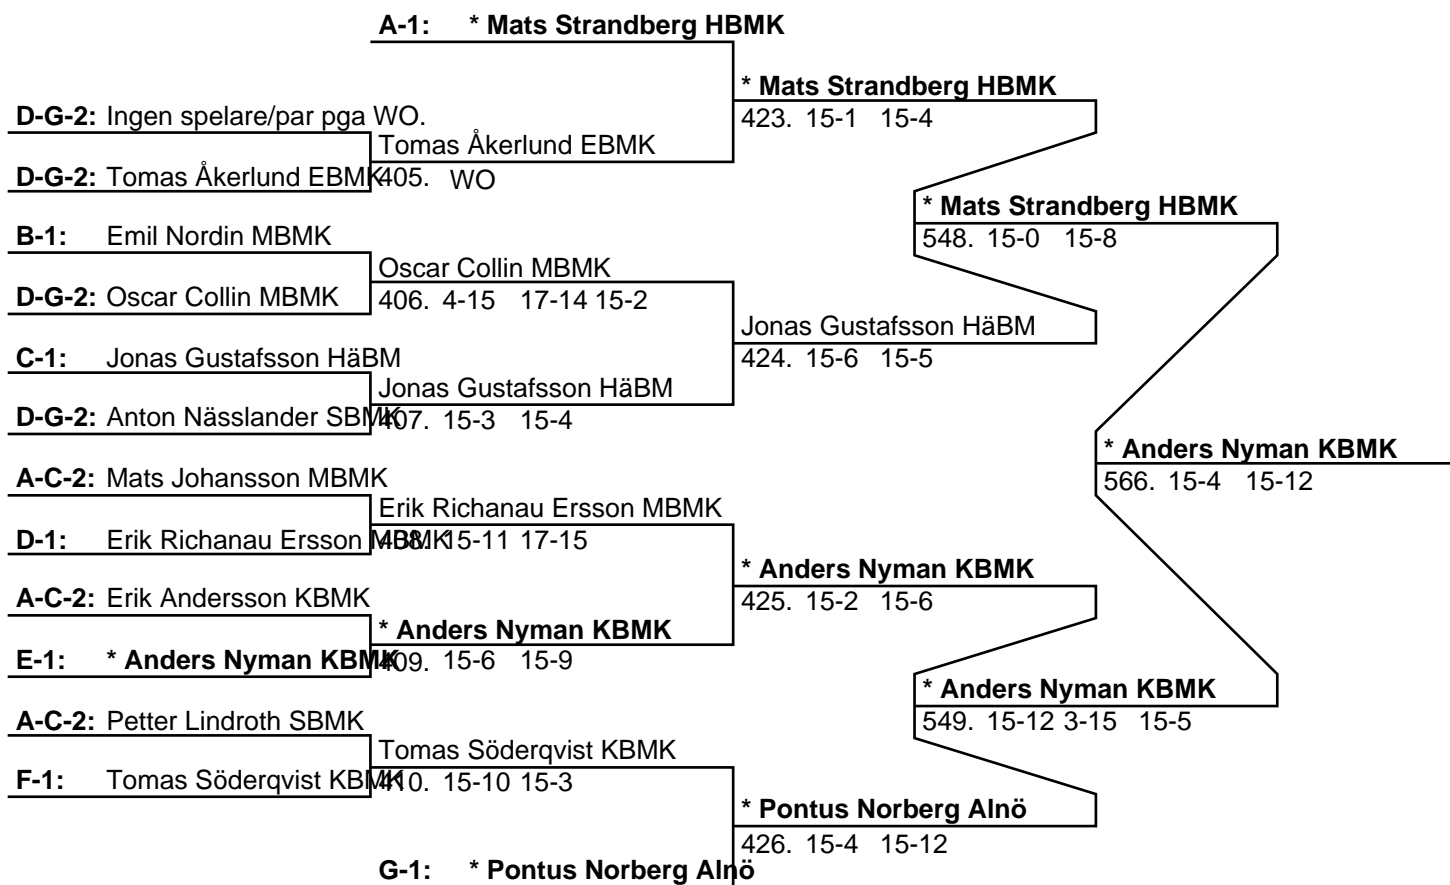 A-1: * Mats Strandberg HBMK
* Mats Strandberg HBMK
423. 15-1 15-4
D-G-2: Ingen spelare/par pga WO.
Tomas Åkerlund EBMK
D-G-2: Tomas Åkerlund EBMK
405. WO
* Mats Strandberg HBMK
548. 15-0 15-8
B-1: Emil Nordin MBMK
Oscar Collin MBMK
D-G-2: Oscar Collin MBMK
406. 4-15 17-14 15-2
Jonas Gustafsson HäBM
424. 15-6 15-5
C-1: Jonas Gustafsson HäBM
Jonas Gustafsson HäBM
D-G-2: Anton Nässlander SBMK
407. 15-3 15-4
* Anders Nyman KBMK
566. 15-4 15-12
A-C-2: Mats Johansson MBMK
Erik Richanau Ersson MBMK
D-1: Erik Richanau Ersson MBMK
408. 15-11 17-15
* Anders Nyman KBMK
425. 15-2 15-6
A-C-2: Erik Andersson KBMK
* Anders Nyman KBMK
E-1: * Anders Nyman KBMK
409. 15-6 15-9
* Anders Nyman KBMK
549. 15-12 3-15 15-5
A-C-2: Petter Lindroth SBMK
Tomas Söderqvist KBMK
F-1: Tomas Söderqvist KBMK
410. 15-10 15-3
* Pontus Norberg Alnö
426. 15-4 15-12
G-1: * Pontus Norberg Alnö